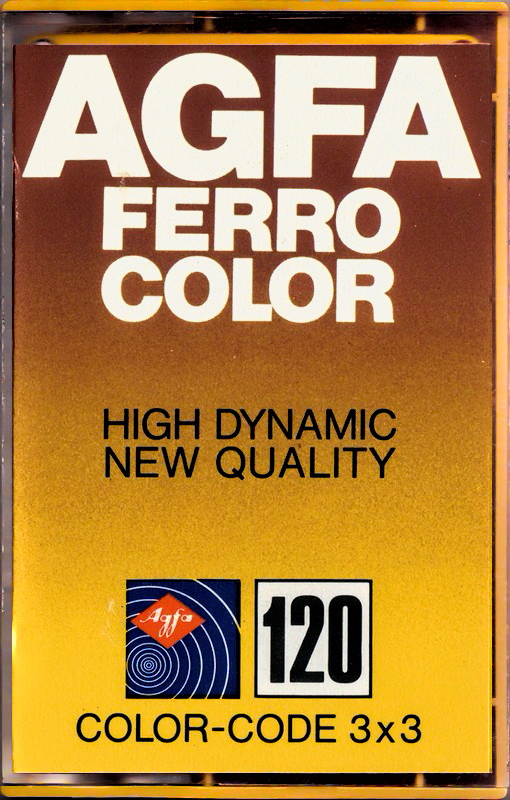 AGFA
FERRO
COLOR
HIGH DYNAMIC
NEW QUALITY
Agfa
120
COLOR-CODE 3x3